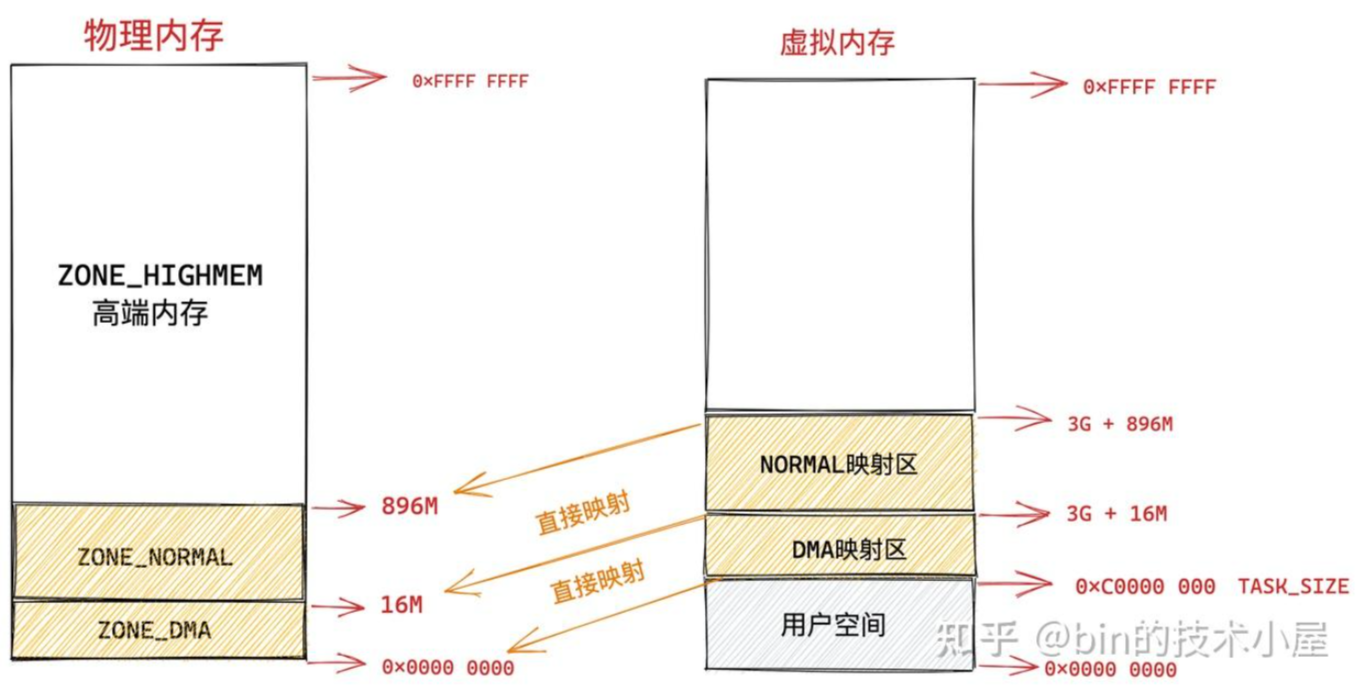 物理内存
0×FFFF FFFF
ZONE_HIGHMEM
高端内存
896M
ZONE_NORMAL
16M
ZONE_DMA
0×0000 0000
直接映射
直接映射
虚拟内存
0×FFFF FFFF
3G + 896M
NORMAL映射区
3G + 16M
DMA映射区
0×C0000 000 TASK_SIZE
用户空间
0×0000 0000
知乎 @bin的技术小屋